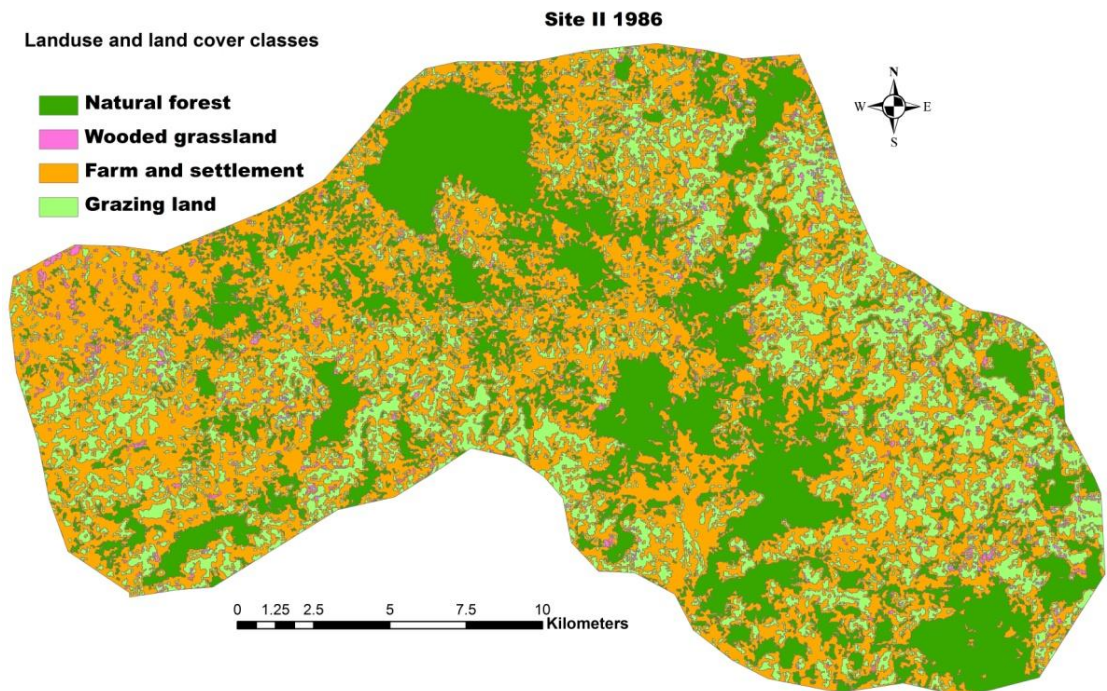 Site II 1986
Landuse and land cover classes
Natural forest
Wooded grassland
Farm and settlement
Grazing land
N
W E
S
0 1.25 2.5 5 7.5 10
Kilometers